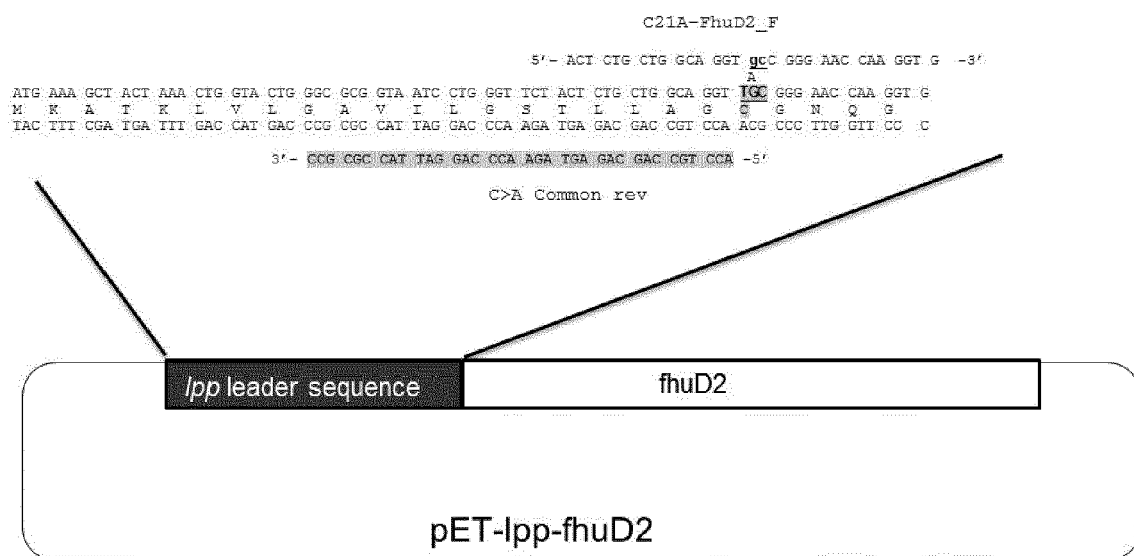 C21A-FhuD2_F
5'- ACT CTG CTG GCA GGT gcC GGG AAC CAA GGT G -3'
A
ATG AAA GCT ACT AAA CTG GTA CTG GGC GCG GTA ATC CTG GGT TCT ACT CTG CTG GCA GGT TGC GGG AAC CAA GGT G
M K A T K L V L G A V I L G S T L L A G C G N Q G
TAC TTT CGA TGA TTT GAC CAT GAC CCG CGC CAT TAG GAC CCA AGA TGA GAC GAC CGT CCA ACG CCC TTG GTT CC C
3'- CCG CGC CAT TAG GAC CCA AGA TGA GAC GAC CGT CCA -5'
C>A Common rev
lpp leader sequence
fhuD2
pET-lpp-fhuD2